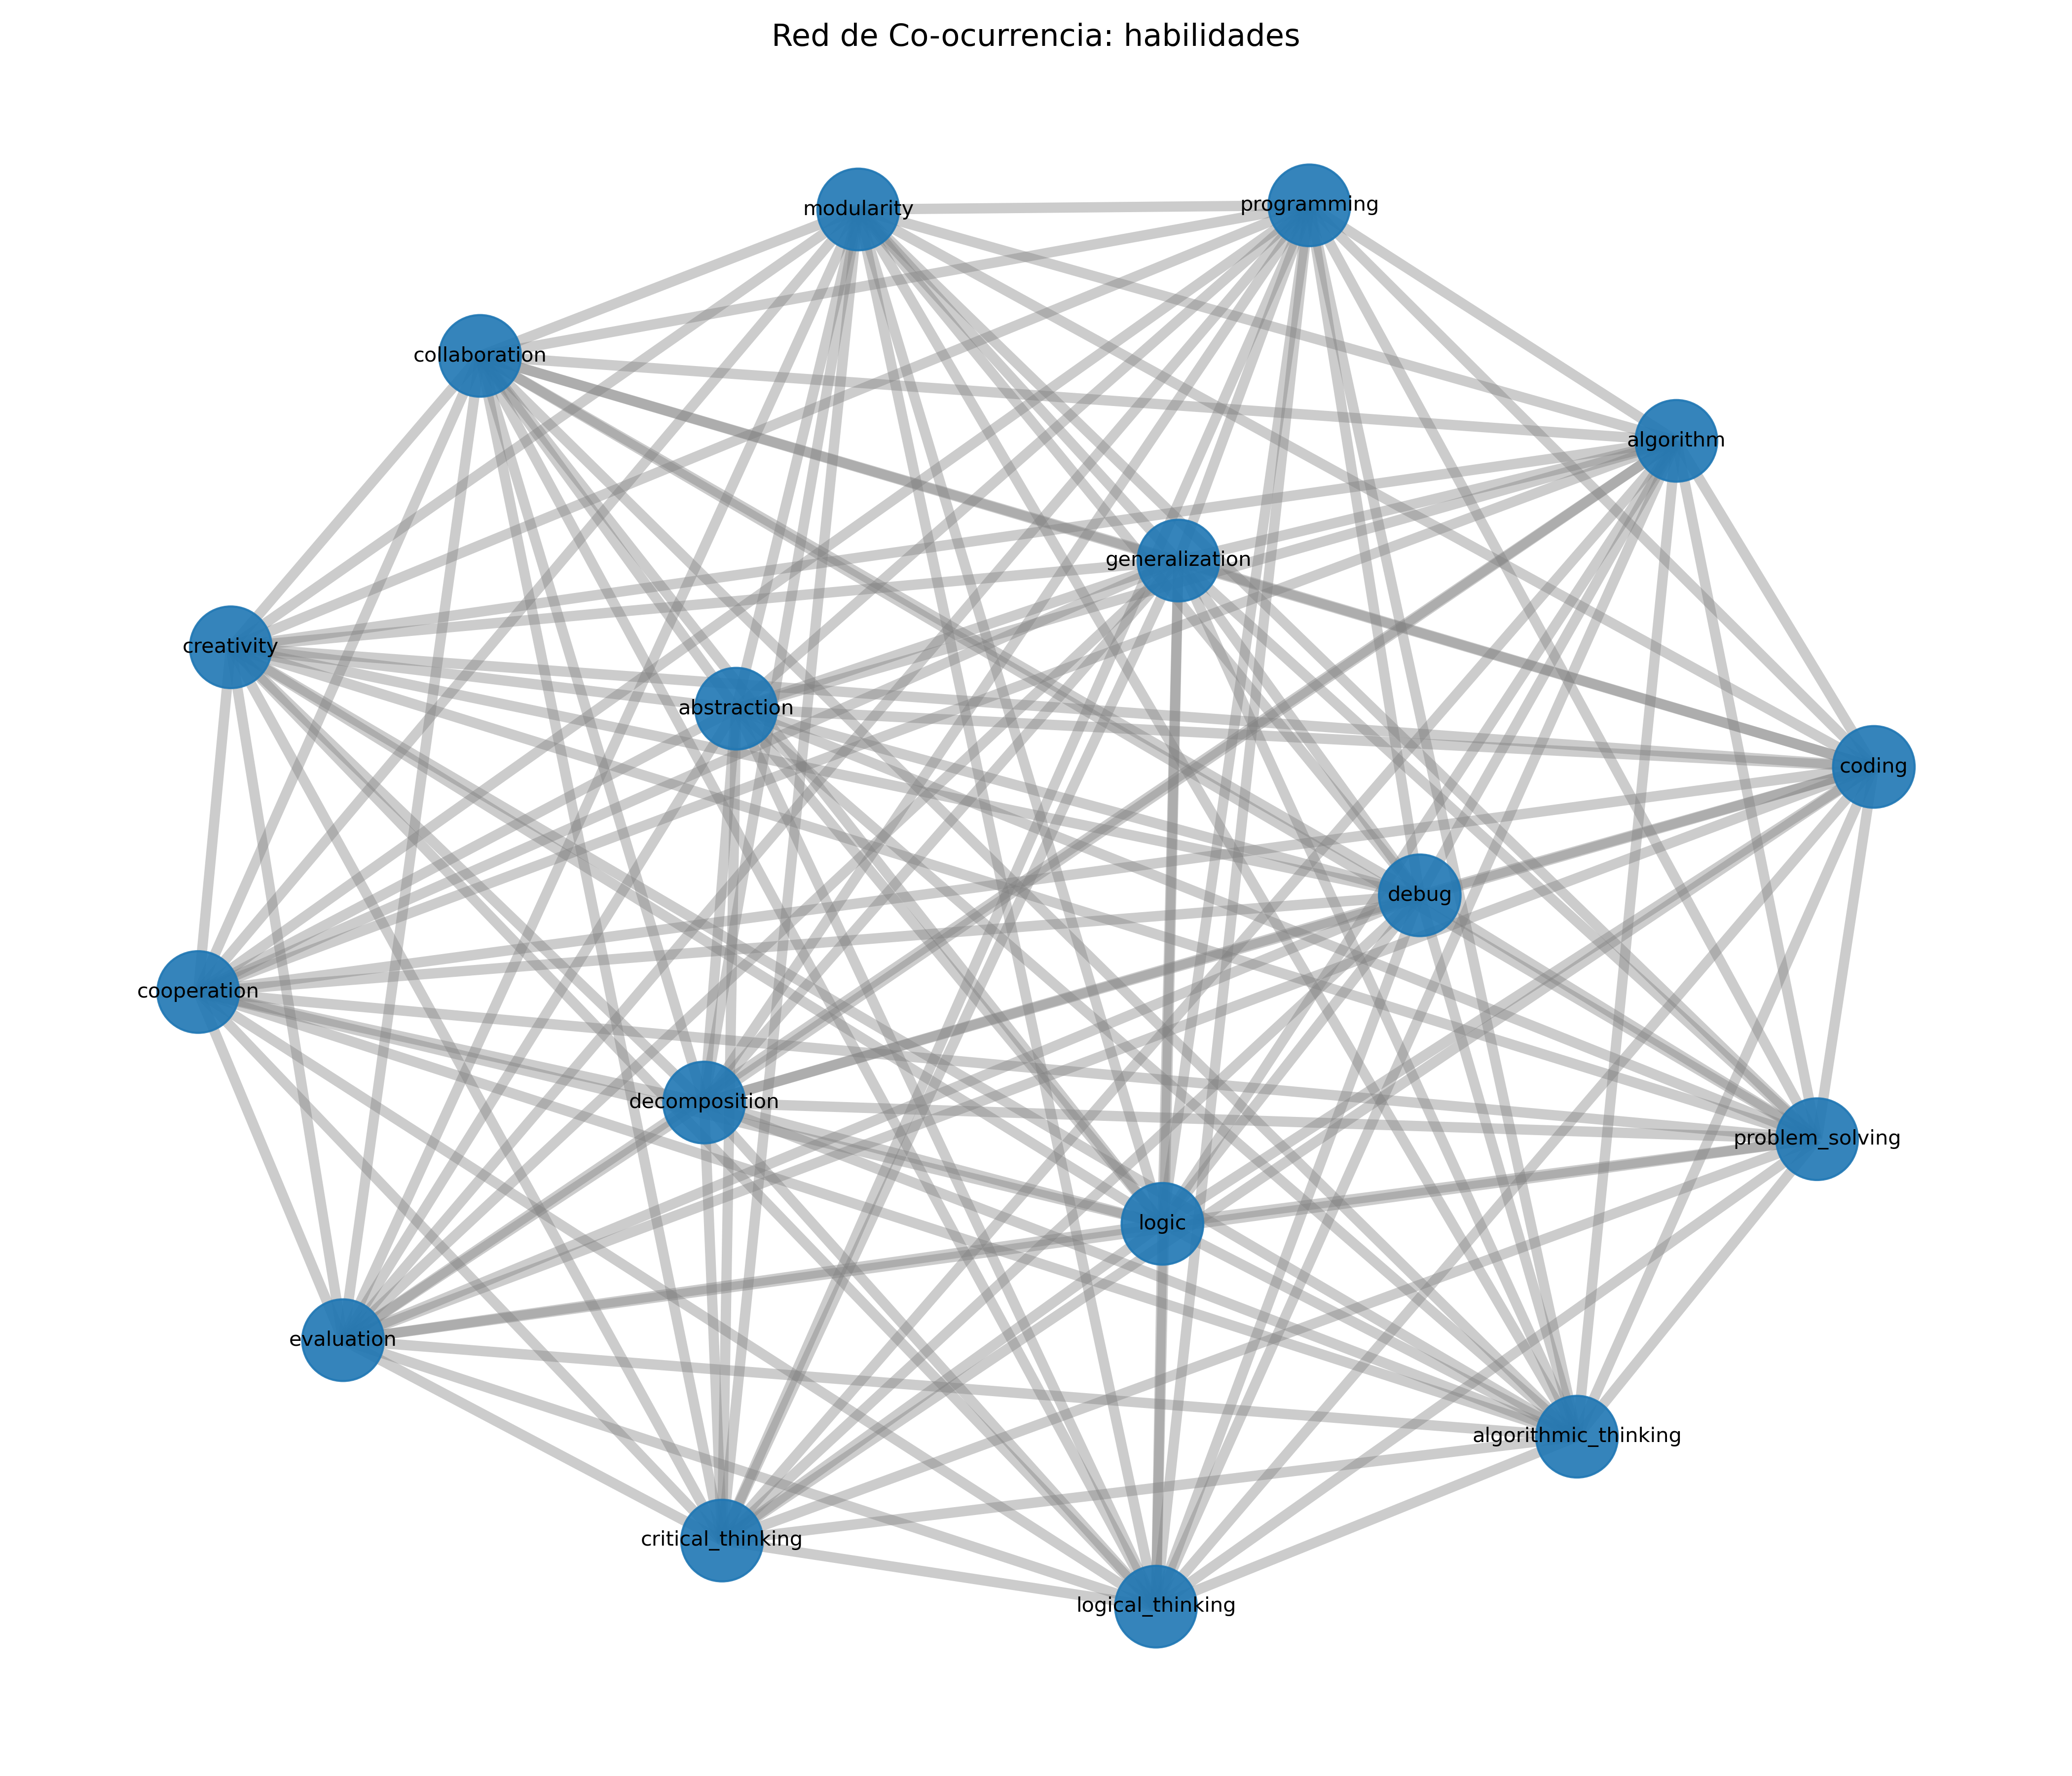 Red de Co-ocurrencia: habilidades
modularity
programming
collaboration
algorithm
generalization
creativity
abstraction
coding
debug
cooperation
decomposition
problem_solving
logic
evaluation
algorithmic_thinking
critical_thinking
logical_thinking